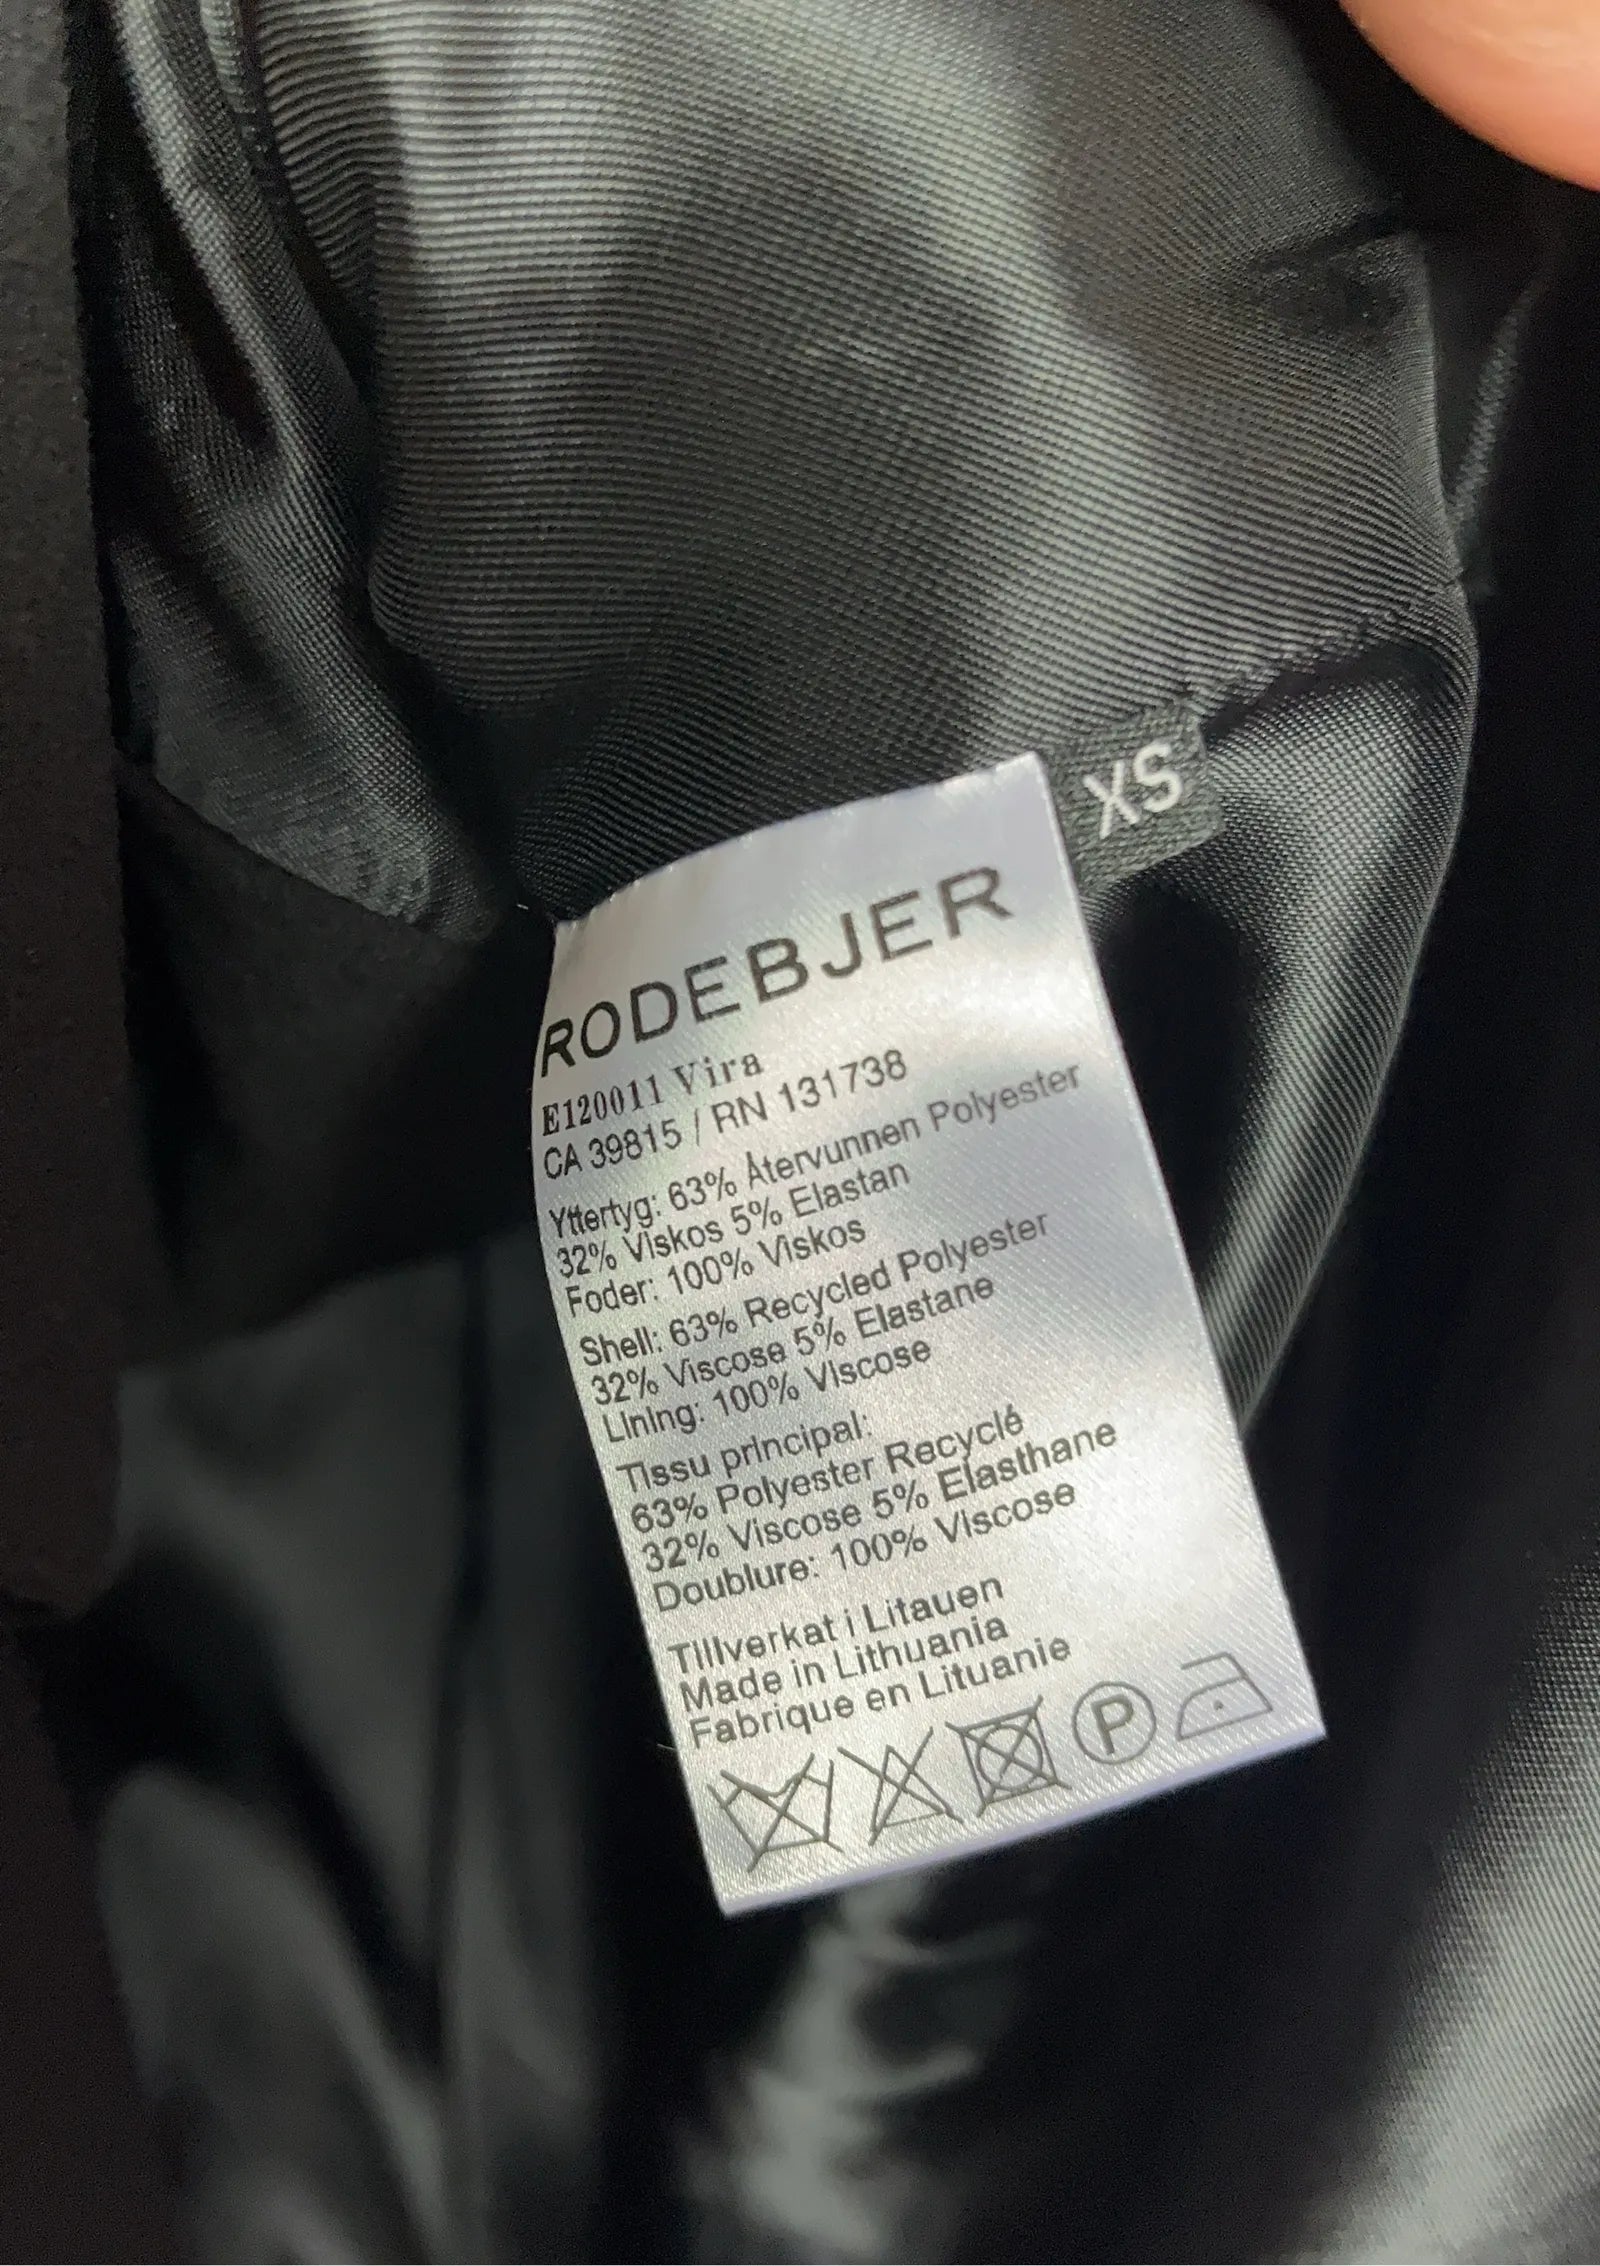 XS
RODEBJER
E120011 Vira
CA 39815 / RN 131738
Yttertyg: 63% Återvunnen Polyester
32% Viskos 5% Elastan
Foder: 100% Viskos
Shell: 63% Recycled Polyester
32% Viscose 5% Elastane
Lining: 100% Viscose
Tissu principal:
63% Polyester Recyclé
32% Viscose 5% Elasthane
Doublure: 100% Viscose
Tillverkat i Litauen
Made in Lithuania
Fabrique en Lituanie
P